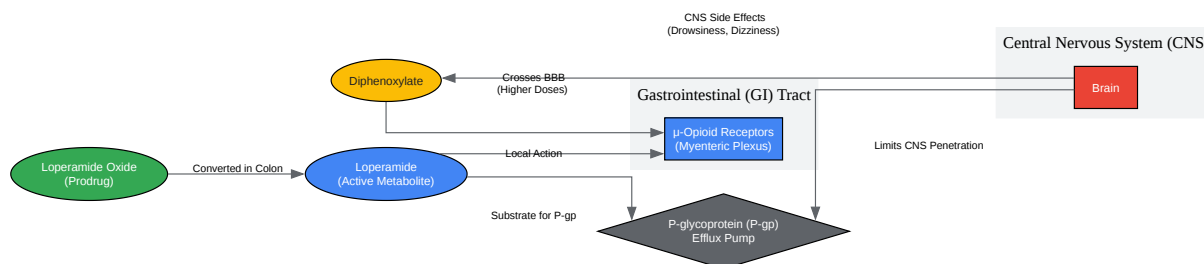 CNS Side Effects
(Drowsiness, Dizziness)
Central Nervous System (CNS
Brain
Diphenoxylate
Crosses BBB
(Higher Doses)
Gastrointestinal (GI) Tract
μ-Opioid Receptors
(Myenteric Plexus)
Limits CNS Penetration
Local Action
Loperamide Oxide
(Prodrug)
Converted in Colon
Loperamide
(Active Metabolite)
Substrate for P-gp
P-glycoprotein (P-gp)
Efflux Pump